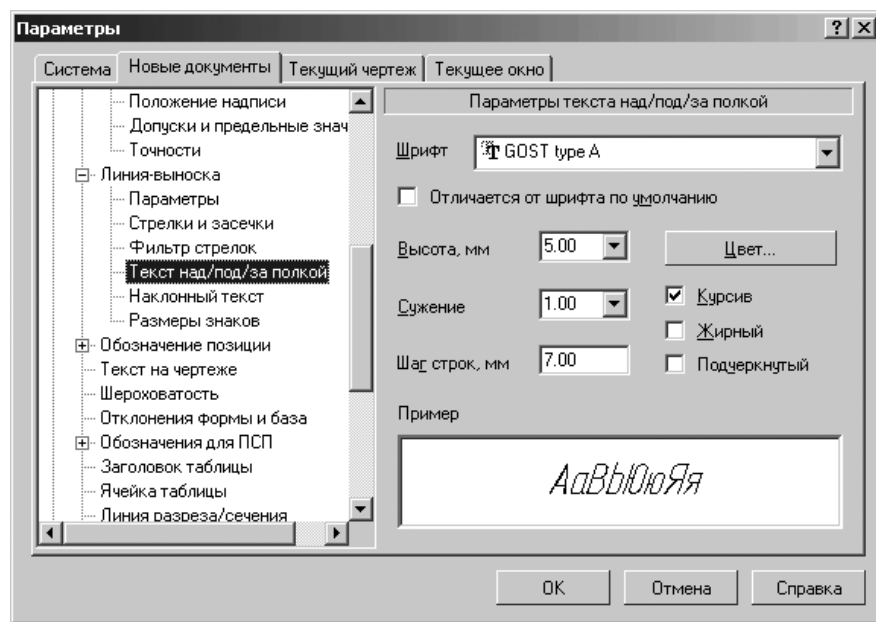 Параметры
Система Новые документы Текущий чертеж Текущее окно
Положение надписи
Допуски и предельные знач
Точности
Линия-выноска
Параметры
Стрелки и засечки
Фильтр стрелок
Текст над/под/за полкой
Наклонный текст
Размеры знаков
Обозначение позиции
Текст на чертеже
Шероховатость
Отклонения формы и база
Обозначения для ПСП
Заголовок таблицы
Ячейка таблицы
Линия разреза/сечения
Параметры текста над/под/за полкой
Шрифт GOST type A
Отличается от шрифта по умолчанию
Высота, мм 5.00 Цвет...
Сужение 1.00 Курсив
Жирный
Шаг строк, мм 7.00 Подчеркнутый
Пример
АаВЫЮюЯя
OK Отмена Справка